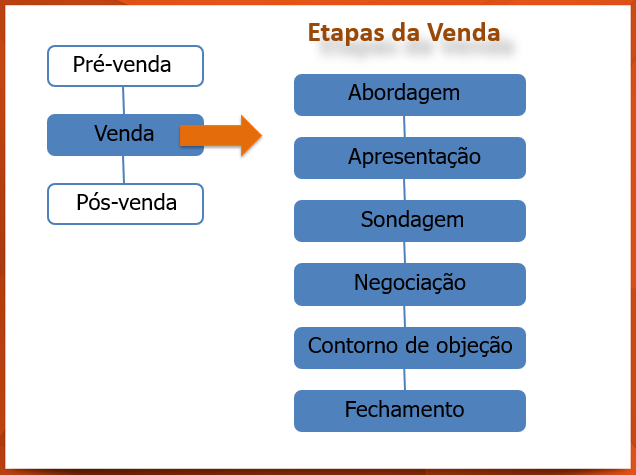 Etapas da Venda
Pré-venda
Venda
Pós-venda
Abordagem
Apresentação
Sondagem
Negociação
Contorno de objeção
Fechamento